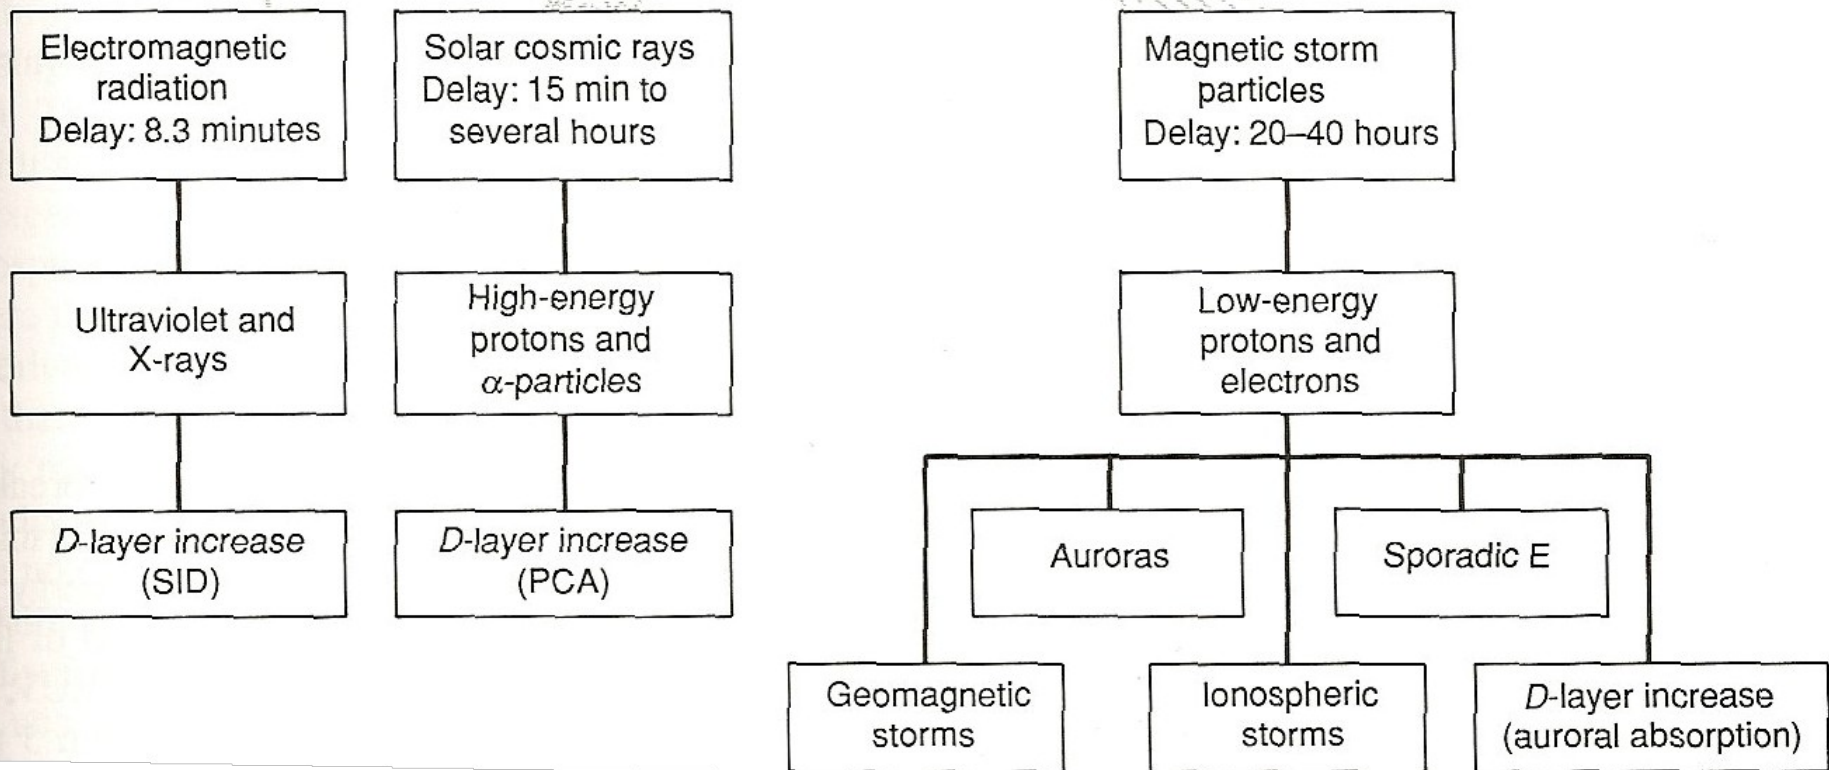 Electromagnetic
radiation
Delay: 8.3 minutes
Solar cosmic rays
Delay: 15 min to
several hours
Magnetic storm
particles
Delay: 20–40 hours
Ultraviolet and
X-rays
High-energy
protons and
α-particles
Low-energy
protons and
electrons
D-layer increase
(SID)
D-layer increase
(PCA)
Auroras
Sporadic E
Geomagnetic
storms
Ionospheric
storms
D-layer increase
(auroral absorption)